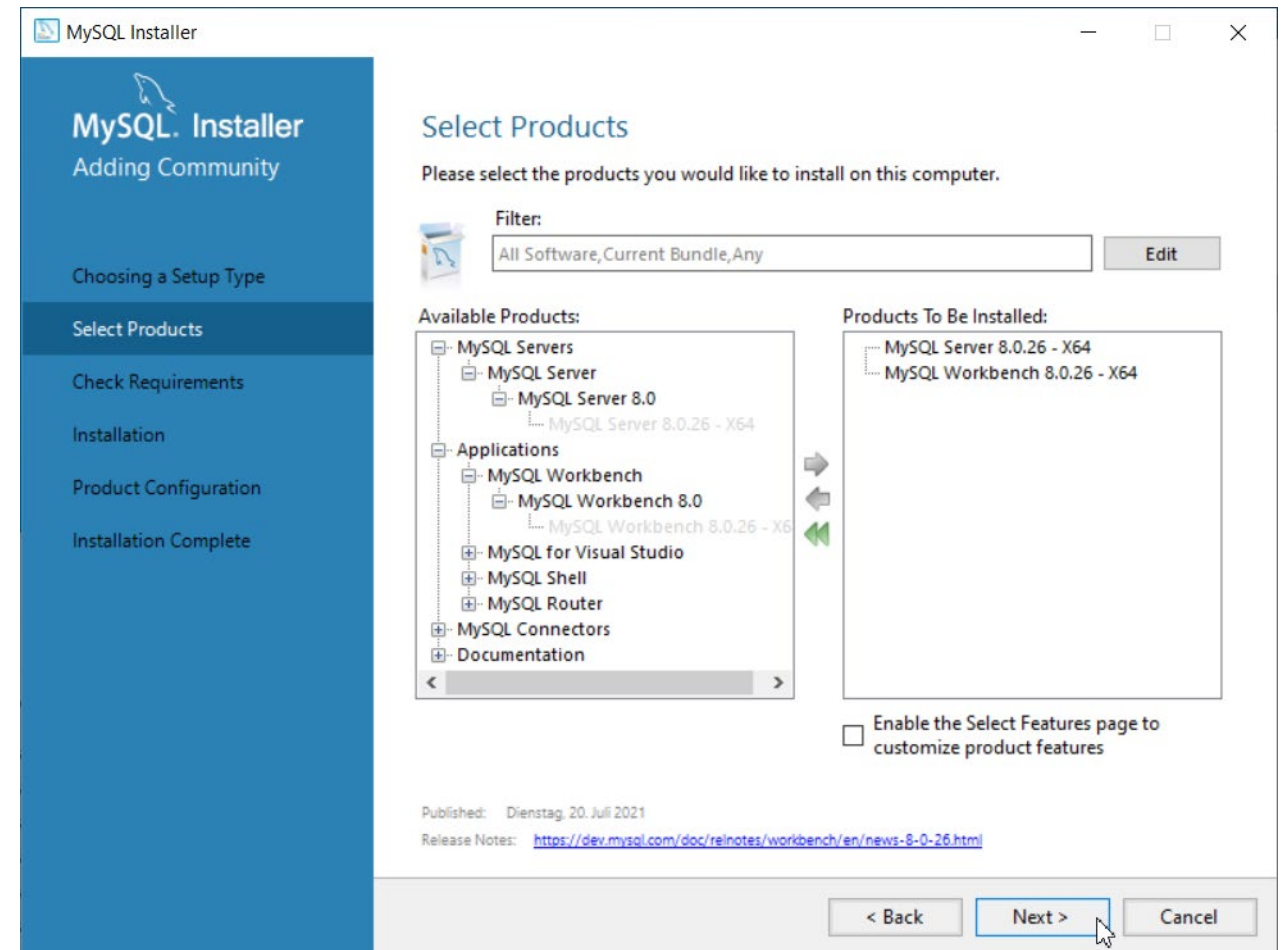 MySQL Installer
MySQL. Installer
Adding Community
Choosing a Setup Type
Select Products
Check Requirements
Installation
Product Configuration
Installation Complete
Select Products
Please select the products you would like to install on this computer.
Filter:
All Software,Current Bundle,Any
Edit
Available Products:
MySQL Servers
MySQL Server
MySQL Server 8.0
MySQL Server 8.0.26 - X64
Applications
MySQL Workbench
MySQL Workbench 8.0
MySQL Workbench 8.0.26 - X6
MySQL for Visual Studio
MySQL Shell
MySQL Router
MySQL Connectors
Documentation
Products To Be Installed:
MySQL Server 8.0.26 - X64
MySQL Workbench 8.0.26 - X64
Enable the Select Features page to
customize product features
Published: Dienstag, 20. Juli 2021
Release Notes: https://dev.mysql.com/doc/relnotes/workbench/en/news-8-0-26.html
< Back
Next >
Cancel